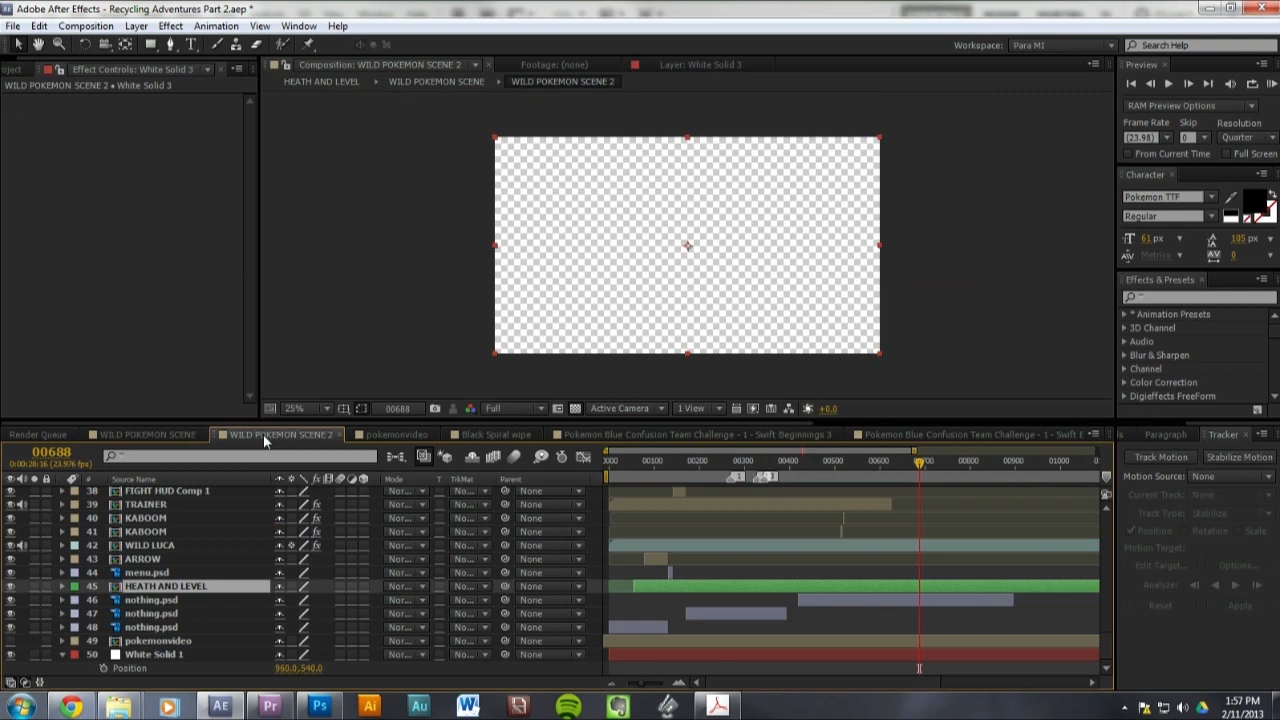 Adobe After Effects - Recycling Adventures Part 2.aep *
File Edit Composition Layer Effect Animation View Window Help
Workspace: Para MI Search Help
oject Effect Controls: White Solid 3
WILD POKEMON SCENE 2 • White Solid 3
Composition: WILD POKEMON SCENE 2 Footage: (none) Layer: White Solid 3
HEATH AND LEVEL WILD POKEMON SCENE WILD POKEMON SCENE 2
25% 00688 Full Active Camera 1 View +0.0
Preview
RAM Preview Options
Frame Rate Skip Resolution
(23.98) 0 Quarter
From Current Time Full Screen
Character
Pokemon TTF
Regular
61 px 105 px
Metrics 0
Effects & Presets
* Animation Presets
3D Channel
Audio
Blur & Sharpen
Channel
Color Correction
Digieffects FreeForm
Render Queue WILD POKEMON SCENE WILD POKEMON SCENE 2 pokemonvideo Black Spiral wipe Pokemon Blue Confusion Team Challenge - 1 - Swift Beginnings 3 Pokemon Blue Confusion Team Challenge - 1 - Swift E
00688
0:00:28:16 (23.976 fps)
0000 00100 00200 00300 00400 00500 00600 00700 00800 00900 01000
# Source Name Mode T TrkMat Parent
38 FIGHT HUD Comp 1 Nor... No... None
39 TRAINER Nor... No... None
40 KABOOM Nor... No... None
41 KABOOM Nor... No... None
42 WILD LUCA Nor... No... None
43 ARROW Nor... No... None
44 menu.psd Nor... No... None
45 HEATH AND LEVEL Nor... No... None
46 nothing.psd Nor... No... None
47 nothing.psd Nor... No... None
48 nothing.psd Nor... No... None
49 pokemonvideo Nor... No... None
50 White Solid 1 Nor... No... None
Position 960.0,540.0
Paragraph Tracker
Track Motion Stabilize Motion
Motion Source: None
Current Track: None
Track Type: Stabilize
Position Rotation Scale
Motion Target:
Edit Target... Options...
Analyze:
Reset Apply
1:57 PM
2/11/2013